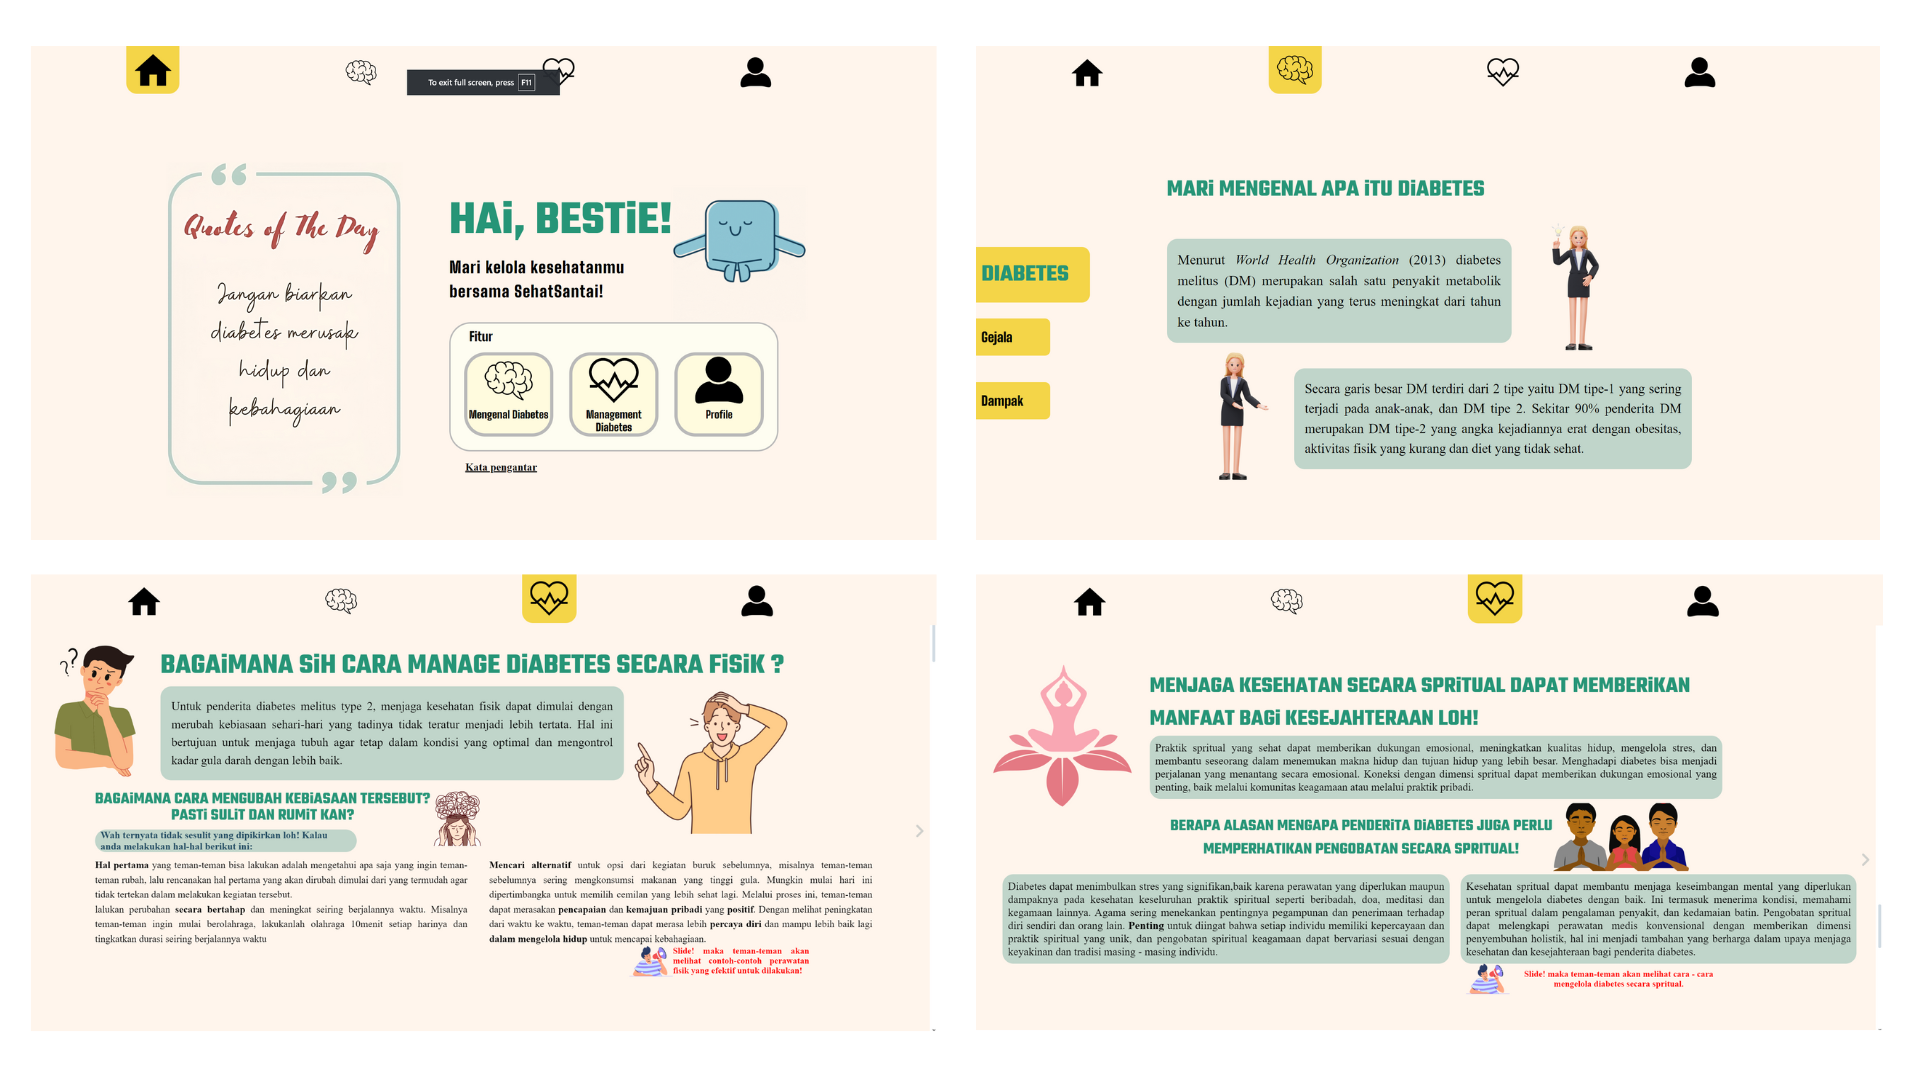 To exit full screen, press F11
Quotes of The Day
Jangan biarkan
diabetes merusak
hidup dan
kebahagiaan
HAi, BESTiE!
Mari kelola kesehatanmu
bersama SehatSantai!
Fitur
Mengenal Diabetes
Management
Diabetes
Profile
Kata pengantar
MARi MENGENAL APA iTU DiABETES
DIABETES
Gejala
Dampak
Menurut World Health Organization (2013) diabetes
melitus (DM) merupakan salah satu penyakit metabolik
dengan jumlah kejadian yang terus meningkat dari tahun
ke tahun.
Secara garis besar DM terdiri dari 2 tipe yaitu DM tipe-1 yang sering
terjadi pada anak-anak, dan DM tipe 2. Sekitar 90% penderita DM
merupakan DM tipe-2 yang angka kejadiannya erat dengan obesitas,
aktivitas fisik yang kurang dan diet yang tidak sehat.
??
BAGAiMANA SiH CARA MANAGE DiABETES SECARA FiSiK ?
Untuk penderita diabetes melitus type 2, menjaga kesehatan fisik dapat dimulai dengan
merubah kebiasaan sehari-hari yang tadinya tidak teratur menjadi lebih tertata. Hal ini
bertujuan untuk menjaga tubuh agar tetap dalam kondisi yang optimal dan mengontrol
kadar gula darah dengan lebih baik.
BAGAiMANA CARA MENGUBAH KEBiASAAN TERSEBUT?
PASTi SULiT DAN RUMiT KAN?
Wah ternyata tidak sesulit yang dipikirkan loh! Kalau
anda melakukan hal-hal berikut ini:
Hal pertama yang teman-teman bisa lakukan adalah mengetahui apa saja yang ingin teman-
teman rubah, lalu rencanakan hal pertama yang akan dirubah dimulai dari yang termudah agar
tidak tertekan dalam melakukan kegiatan tersebut.
lalukan perubahan secara bertahap dan meningkat seiring berjalannya waktu. Misalnya
teman-teman ingin mulai berolahraga, lakukanlah olahraga 10menit setiap harinya dan
tingkatkan durasi seiring berjalannya waktu
Mencari alternatif untuk opsi dari kegiatan buruk sebelumnya, misalnya teman-teman
sebelumnya sering mengkonsumsi makanan yang tinggi gula. Mungkin mulai hari ini
dipertimbangka untuk memilih cemilan yang lebih sehat lagi. Melalui proses ini, teman-teman
dapat merasakan pencapaian dan kemajuan pribadi yang positif. Dengan melihat peningkatan
dari waktu ke waktu, teman-teman dapat merasa lebih percaya diri dan mampu lebih baik lagi
dalam mengelola hidup untuk mencapai kebahagiaan.
Slide! maka teman-teman akan
melihat contoh-contoh perawatan
fisik yang efektif untuk dilakukan!
MENJAGA KESEHATAN SECARA SPRiTUAL DAPAT MEMBERiKAN
MANFAAT BAGi KESEJAHTERAAN LOH!
Praktik spritual yang sehat dapat memberikan dukungan emosional, meningkatkan kualitas hidup, mengelola stres, dan
membantu seseorang dalam menemukan makna hidup dan tujuan hidup yang lebih besar. Menghadapi diabetes bisa menjadi
perjalanan yang menantang secara emosional. Koneksi dengan dimensi spritual dapat memberikan dukungan emosional yang
penting, baik melalui komunitas keagamaan atau melalui praktik pribadi.
BERAPA ALASAN MENGAPA PENDERiTA DiABETES JUGA PERLU
MEMPERHATIKAN PENGOBATAN SECARA SPRITUAL!
Diabetes dapat menimbulkan stres yang signifikan,baik karena perawatan yang diperlukan maupun
dampaknya pada kesehatan keseluruhan praktik spiritual seperti beribadah, doa, meditasi dan
kegamaan lainnya. Agama sering menekankan pentingnya pegampunan dan penerimaan terhadap
diri sendiri dan orang lain. Penting untuk diingat bahwa setiap individu memiliki kepercayaan dan
praktik spiritual yang unik, dan pengobatan spiritual keagamaan dapat bervariasi sesuai dengan
keyakinan dan tradisi masing - masing individu.
Kesehatan spritual dapat membantu menjaga keseimbangan mental yang diperlukan
untuk mengelola diabetes dengan baik. Ini termasuk menerima kondisi, memahami
peran spritual dalam pengalaman penyakit, dan kedamaian batin. Pengobatan spritual
dapat melengkapi perawatan medis konvensional dengan memberikan dimensi
penyembuhan holistik, hal ini menjadi tambahan yang berharga dalam upaya menjaga
kesehatan dan kesejahteraan bagi penderita diabetes.
Slide! maka teman-teman akan melihat cara - cara
mengelola diabetes secara spritual.